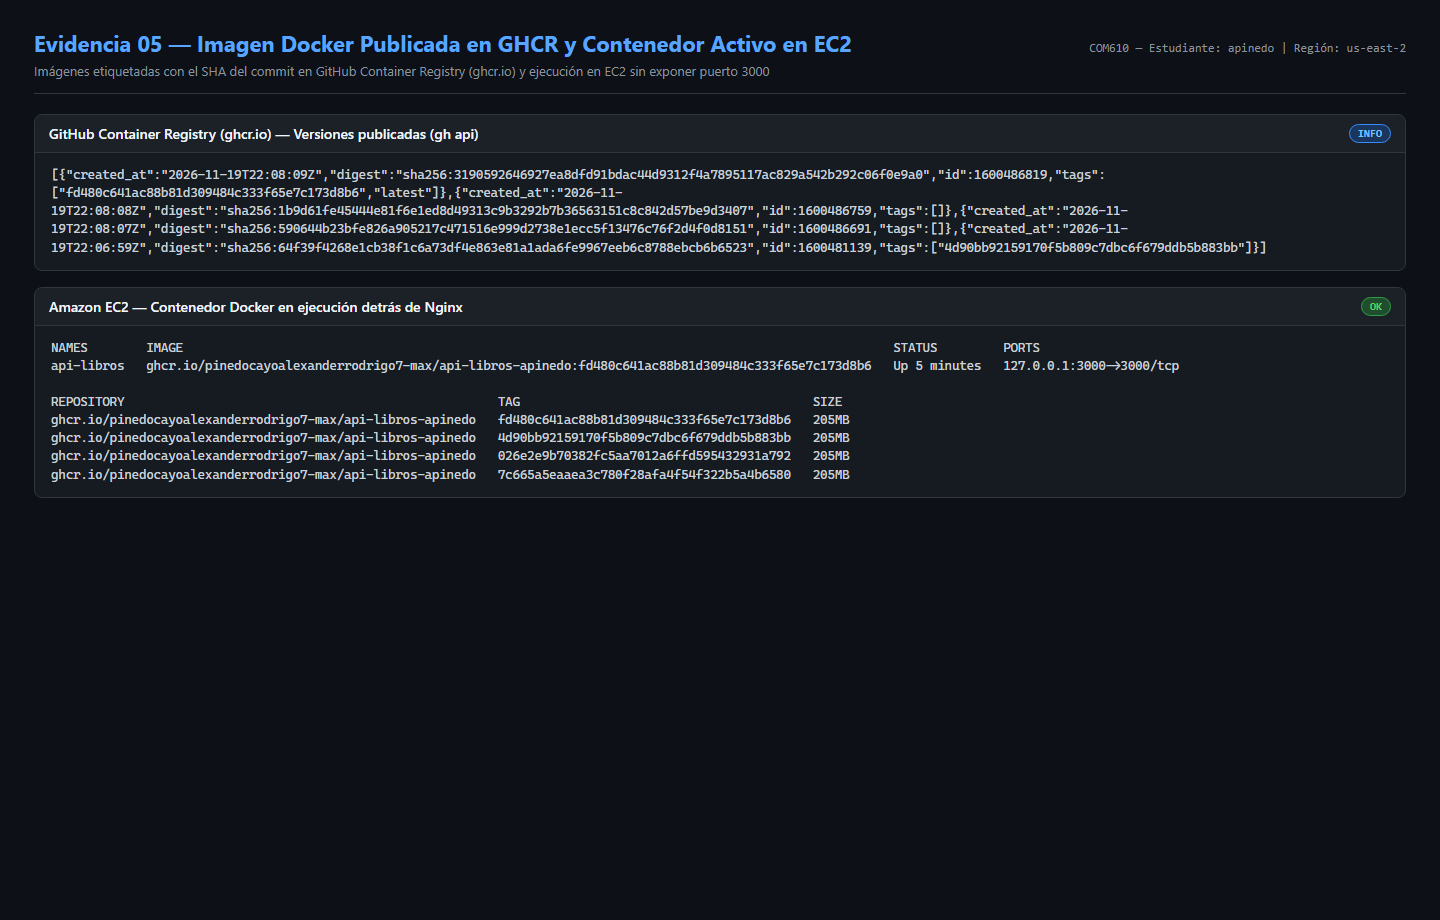 Evidencia 05 — Imagen Docker Publicada en GHCR y Contenedor Activo en EC2
COM610 — Estudiante: apinedo | Región: us-east-2
Imágenes etiquetadas con el SHA del commit en GitHub Container Registry (ghcr.io) y ejecución en EC2 sin exponer puerto 3000
GitHub Container Registry (ghcr.io) — Versiones publicadas (gh api)
INFO
[{"created_at":"2026-11-19T22:08:09Z","digest":"sha256:3190592646927ea8dfd91bdac44d9312f4a7895117ac829a542b292c06f0e9a0","id":1600486819,"tags":
["fd480c641ac88b81d309484c333f65e7c173d8b6","latest"]},{"created_at":"2026-11-
19T22:08:08Z","digest":"sha256:1b9d61fe45444e81f6e1ed8d49313c9b3292b7b36563151c8c842d57be9d3407","id":1600486759,"tags":[]},{"created_at":"2026-11-
19T22:08:07Z","digest":"sha256:590644b23bfe826a905217c471516e999d2738e1ecc5f13476c76f2d4f0d8151","id":1600486691,"tags":[]},{"created_at":"2026-11-
19T22:06:59Z","digest":"sha256:64f39f4268e1cb38f1c6a73df4e863e81a1ada6fe9967eeb6c8788ebcb6b6523","id":1600481139,"tags":["4d90bb92159170f5b809c7dbc6f679ddb5b883bb"]}]
Amazon EC2 — Contenedor Docker en ejecución detrás de Nginx
OK
NAMES IMAGE STATUS PORTS
api-libros ghcr.io/pinedocayoalexanderrodrigo7-max/api-libros-apinedo:fd480c641ac88b81d309484c333f65e7c173d8b6 Up 5 minutes 127.0.0.1:3000->3000/tcp
REPOSITORY TAG SIZE
ghcr.io/pinedocayoalexanderrodrigo7-max/api-libros-apinedo fd480c641ac88b81d309484c333f65e7c173d8b6 205MB
ghcr.io/pinedocayoalexanderrodrigo7-max/api-libros-apinedo 4d90bb92159170f5b809c7dbc6f679ddb5b883bb 205MB
ghcr.io/pinedocayoalexanderrodrigo7-max/api-libros-apinedo 026e2e9b70382fc5aa7012a6ffd595432931a792 205MB
ghcr.io/pinedocayoalexanderrodrigo7-max/api-libros-apinedo 7c665a5eaaea3c780f28afa4f54f322b5a4b6580 205MB